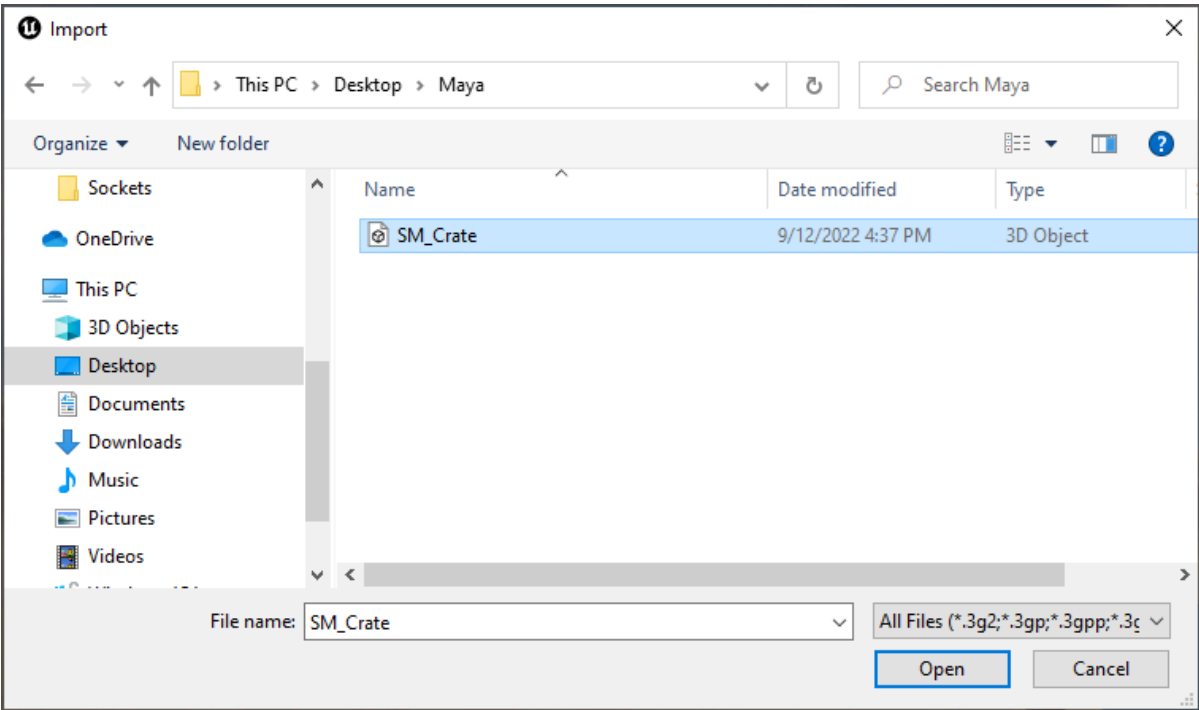 Import
This PC > Desktop > Maya
Search Maya
Organize
New folder
Name
Date modified
Type
Sockets
OneDrive
This PC
3D Objects
Desktop
Documents
Downloads
Music
Pictures
Videos
SM_Crate 9/12/2022 4:37 PM 3D Object
File name: SM_Crate
All Files (*.3g2;*.3gp;*.3gpp;*.3g
Open
Cancel